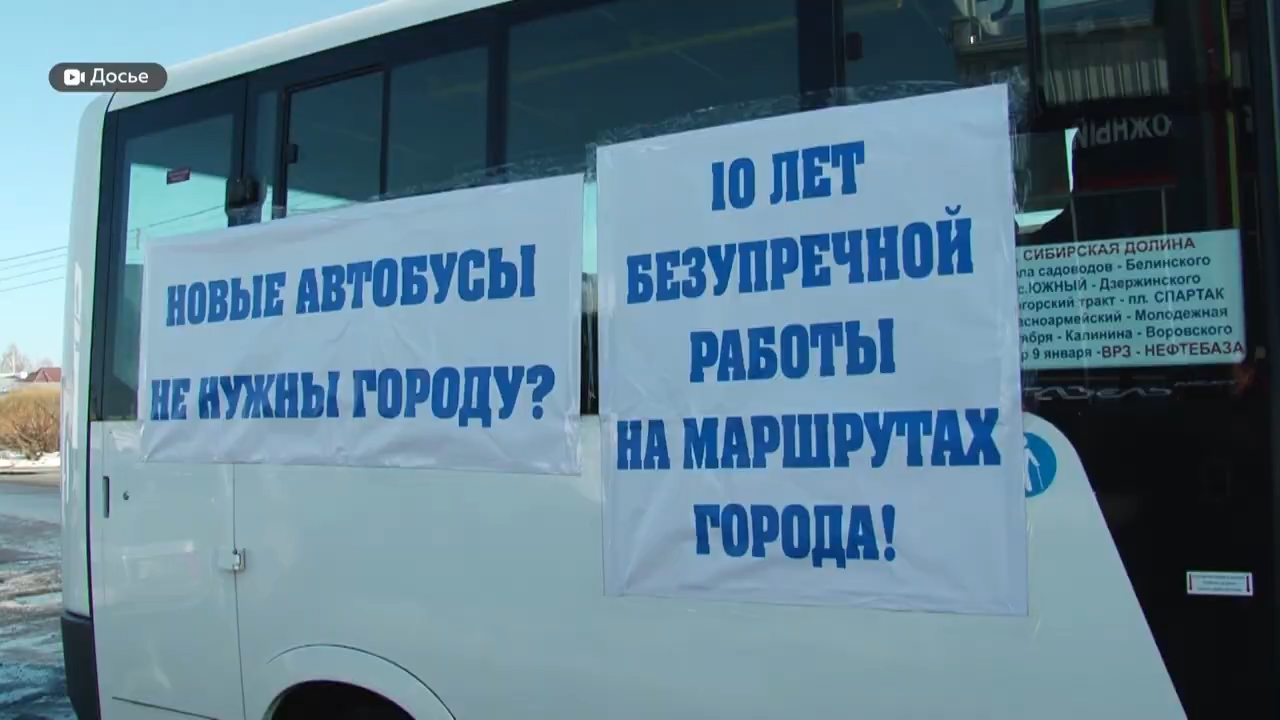 Досье
НОВЫЕ АВТОБУСЫ
НЕ НУЖНЫ ГОРОДУ?
10 ЛЕТ
БЕЗУПРЕЧНОЙ
РАБОТЫ
НА МАРШРУТАХ
ГОРОДА!
СИБИРСКАЯ ДОЛИНА
садоводов - Белинского
с.ЮЖНЫЙ - Дзержинского
тракт - пл. СПАРТАК
Молодежная
Калинина - Воровского
9 января -ВРЗ - НЕФТЕБАЗА